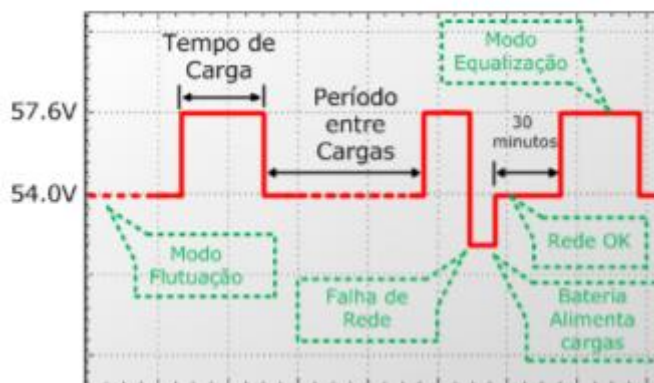 Tempo de
Carga
Modo
Equalização
57.6V
Período
entre
Cargas
30
minutos
54.0V
Modo
Flutuação
Rede OK
Falha de
Rede
Bateria
Alimenta
cargas